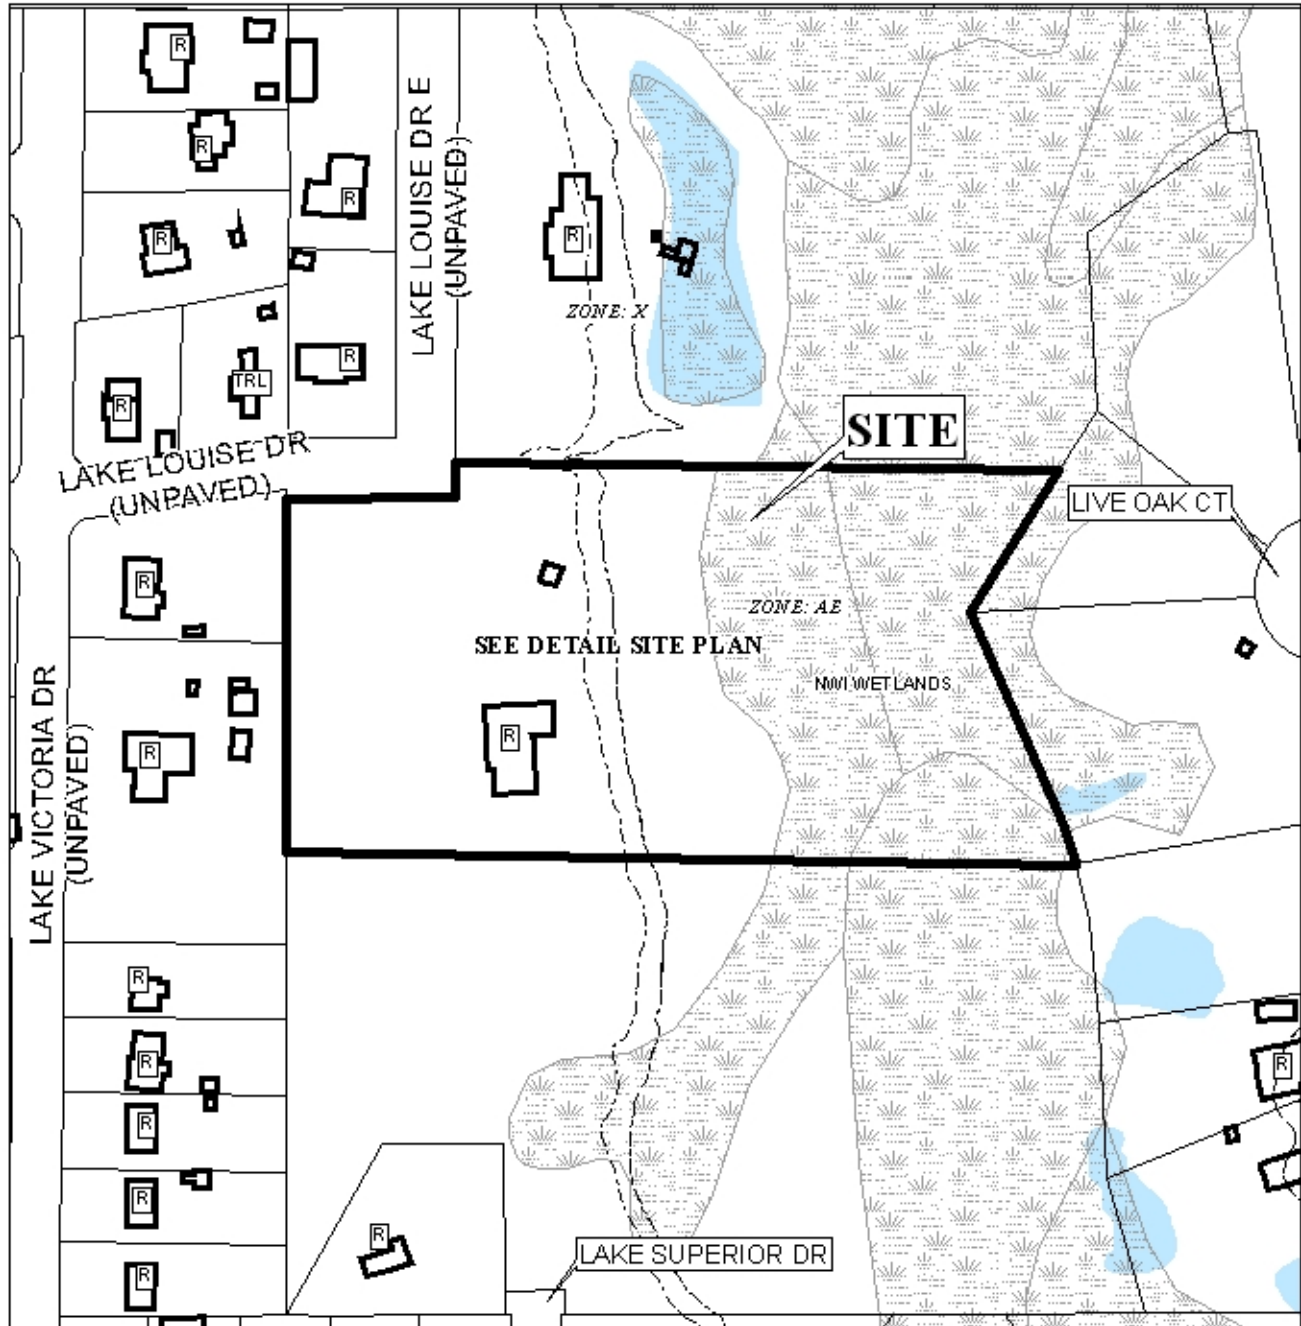 R
R
R
R
R
R
TRL
R
LAKE LOUISE DR E
(UNPAVED)
R
ZONE: X
SITE
LAKE LOUISE DR
(UNPAVED)
LIVE OAK CT
R
ZONE: AE
SEE DETAIL SITE PLAN
NWI WETLANDS
R
R
LAKE VICTORIA DR
(UNPAVED)
R
R
R
R
R
R
R
LAKE SUPERIOR DR